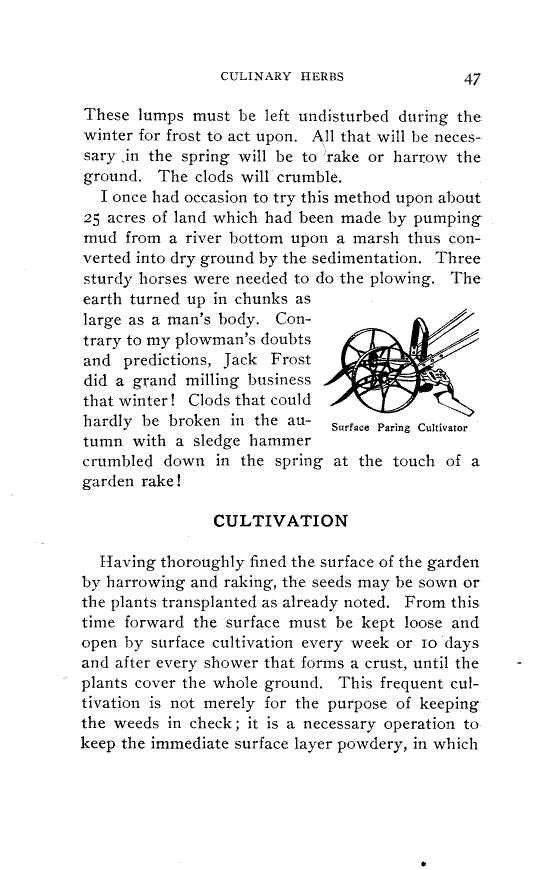 CULINARY HERBS 47
These lumps must be left undisturbed during the
winter for frost to act upon. All that will be neces-
sary in the spring will be to rake or harrow the
ground. The clods will crumble.
I once had occasion to try this method upon about
25 acres of land which had been made by pumping
mud from a river bottom upon a marsh thus con-
verted into dry ground by the sedimentation. Three
sturdy horses were needed to do the plowing. The
earth turned up in chunks as
large as a man's body. Con-
trary to my plowman's doubts
and predictions, Jack Frost
did a grand milling business
that winter! Clods that could
hardly be broken in the au-
tumn with a sledge hammer
Surface Paring Cultivator
crumbled down in the spring at the touch of a
garden rake!
CULTIVATION
Having thoroughly fined the surface of the garden
by harrowing and raking, the seeds may be sown or
the plants transplanted as already noted. From this
time forward the surface must be kept loose and
open by surface cultivation every week or 10 days
and after every shower that forms a crust, until the
plants cover the whole ground. This frequent cul-
tivation is not merely for the purpose of keeping
the weeds in check; it is a necessary operation to
keep the immediate surface layer powdery, in which